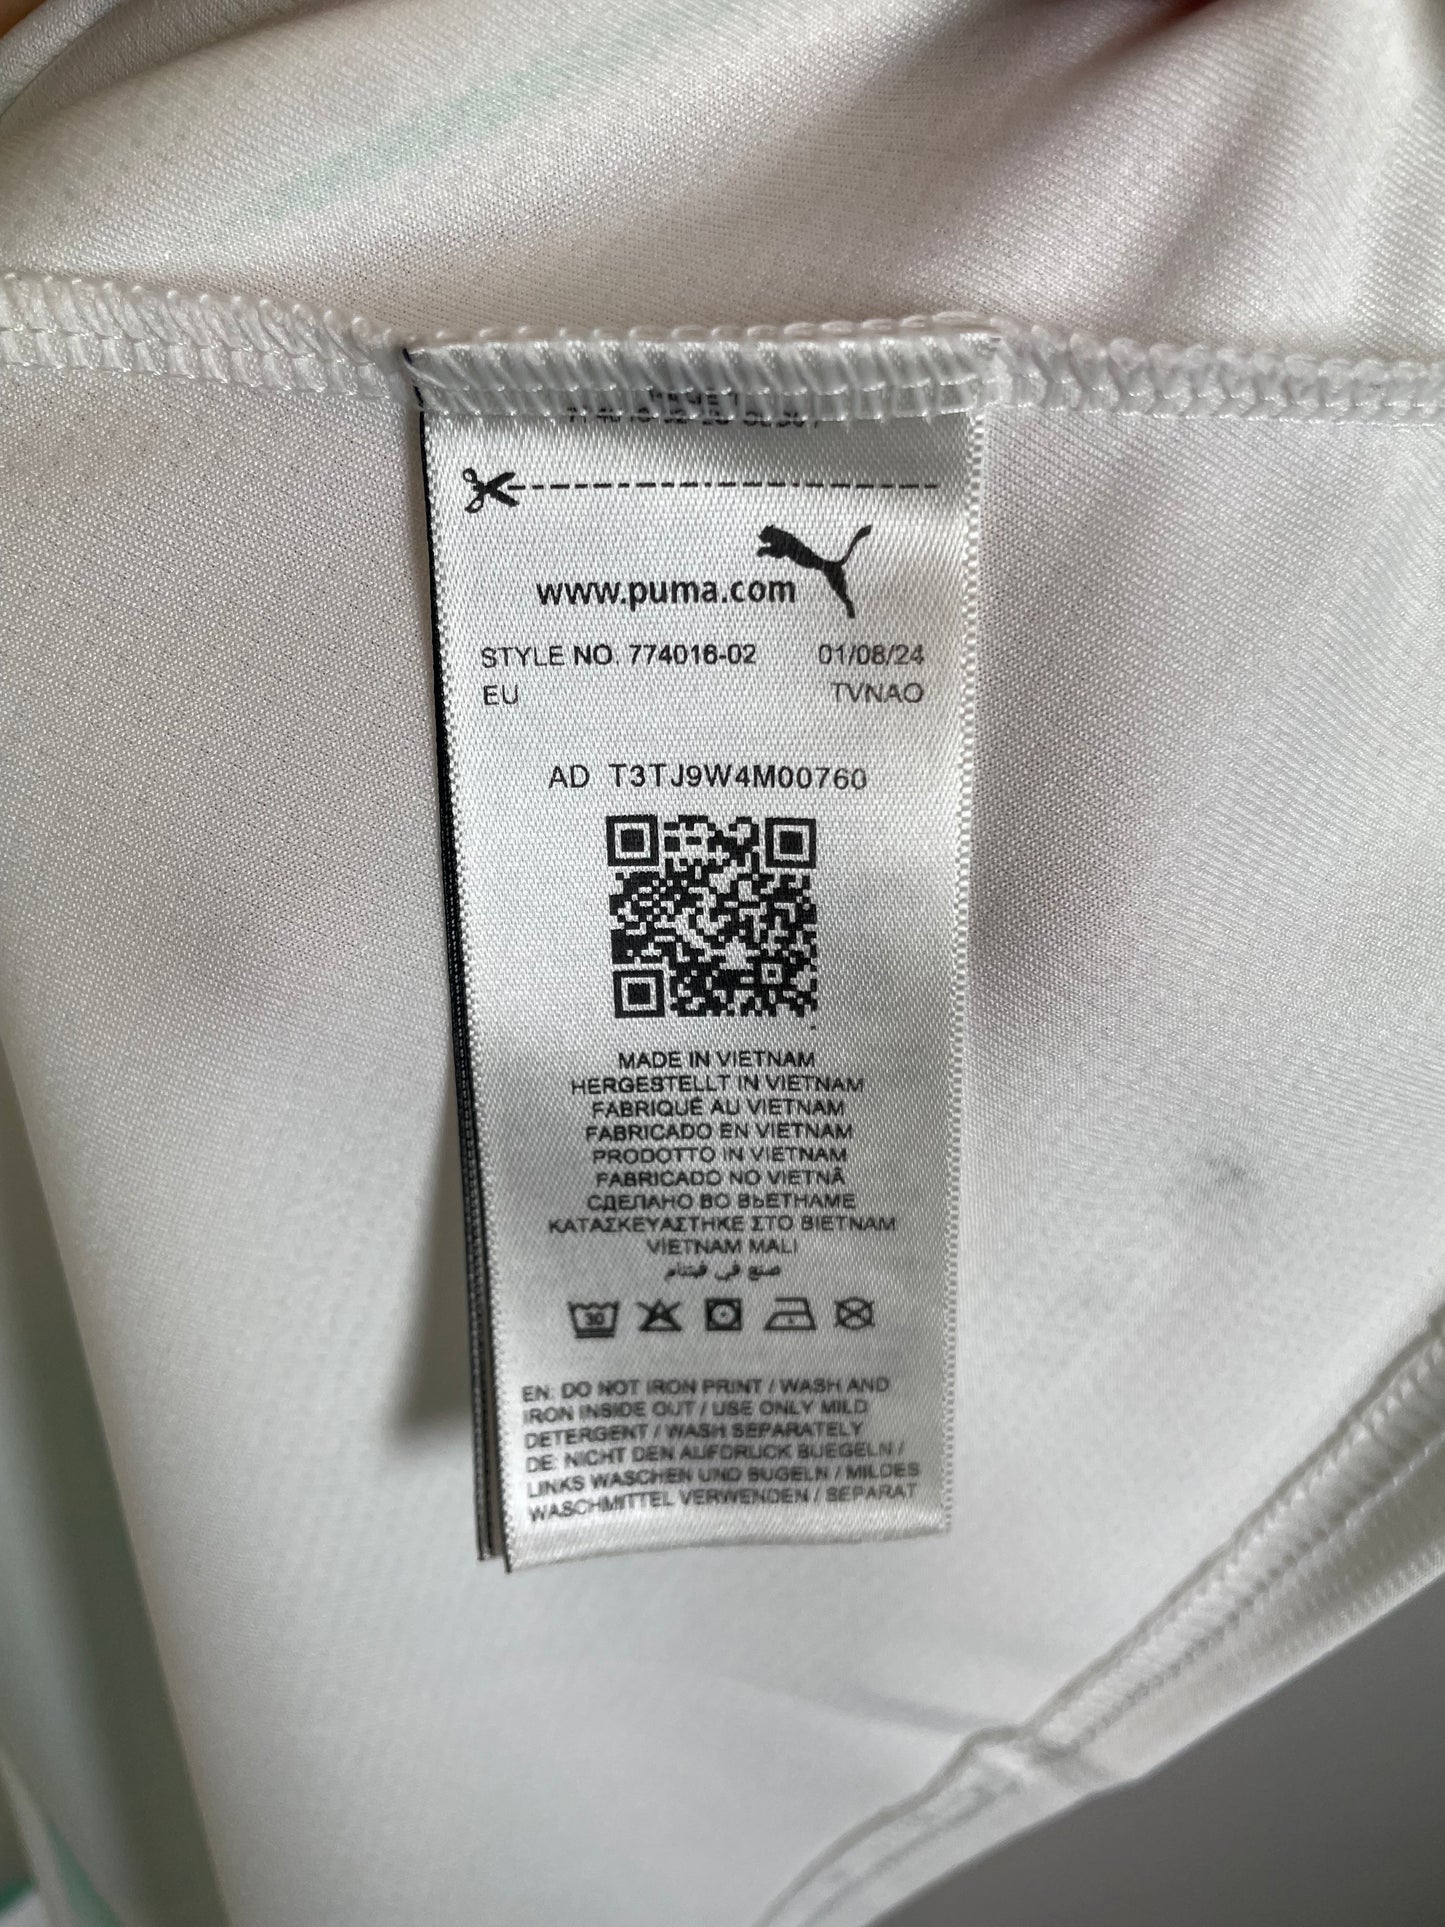 www.puma.com
STYLE NO. 774016-02 01/08/24
EU TVNAO
AD T3TJ9W4M00760
MADE IN VIETNAM
HERGESTELLT IN VIETNAM
FABRIQUÉ AU VIETNAM
FABRICADO EN VIETNAM
PRODOTTO IN VIETNAM
FABRICADO NO VIETNÃ
СДЕЛАНО ВО ВЬЕТНАМЕ
ΚΑΤΑΣΚΕΥΑΣΤΗΚΕ ΣΤΟ ΒΙΕΤΝΑΜ
VIETNAM MALI
صنع في فيتنام
30
EN: DO NOT IRON PRINT / WASH AND
IRON INSIDE OUT / USE ONLY MILD
DETERGENT / WASH SEPARATELY
DE: NICHT DEN AUFDRUCK BUEGELN /
LINKS WASCHEN UND BUGELN / MILDES
WASCHMITTEL VERWENDEN / SEPARAT